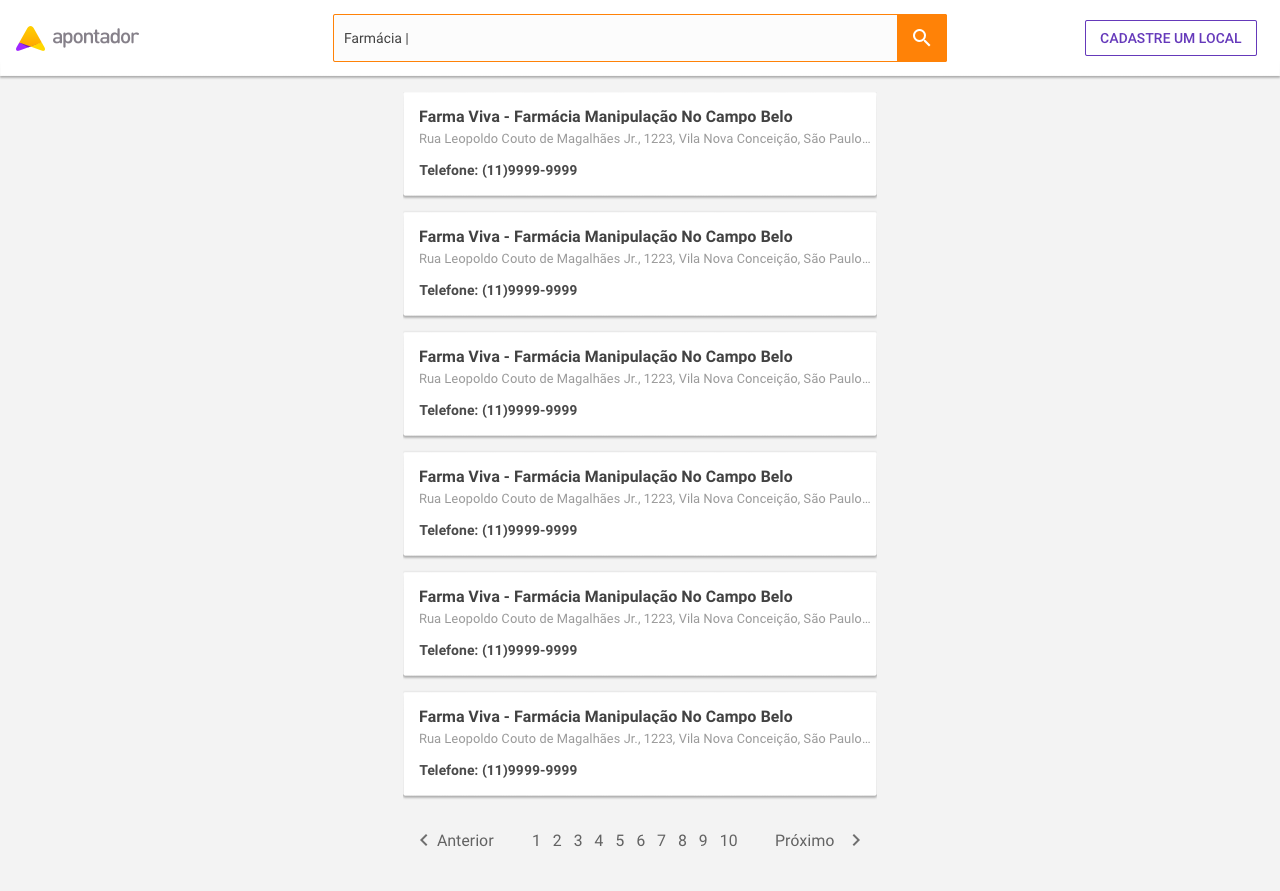 apontador
Farmácia |
CADASTRE UM LOCAL
Farma Viva - Farmácia Manipulação No Campo Belo
Rua Leopoldo Couto de Magalhães Jr., 1223, Vila Nova Conceição, São Paulo...
Telefone: (11)9999-9999
Farma Viva - Farmácia Manipulação No Campo Belo
Rua Leopoldo Couto de Magalhães Jr., 1223, Vila Nova Conceição, São Paulo...
Telefone: (11)9999-9999
Farma Viva - Farmácia Manipulação No Campo Belo
Rua Leopoldo Couto de Magalhães Jr., 1223, Vila Nova Conceição, São Paulo...
Telefone: (11)9999-9999
Farma Viva - Farmácia Manipulação No Campo Belo
Rua Leopoldo Couto de Magalhães Jr., 1223, Vila Nova Conceição, São Paulo...
Telefone: (11)9999-9999
Farma Viva - Farmácia Manipulação No Campo Belo
Rua Leopoldo Couto de Magalhães Jr., 1223, Vila Nova Conceição, São Paulo...
Telefone: (11)9999-9999
Farma Viva - Farmácia Manipulação No Campo Belo
Rua Leopoldo Couto de Magalhães Jr., 1223, Vila Nova Conceição, São Paulo...
Telefone: (11)9999-9999
Anterior 1 2 3 4 5 6 7 8 9 10 Próximo